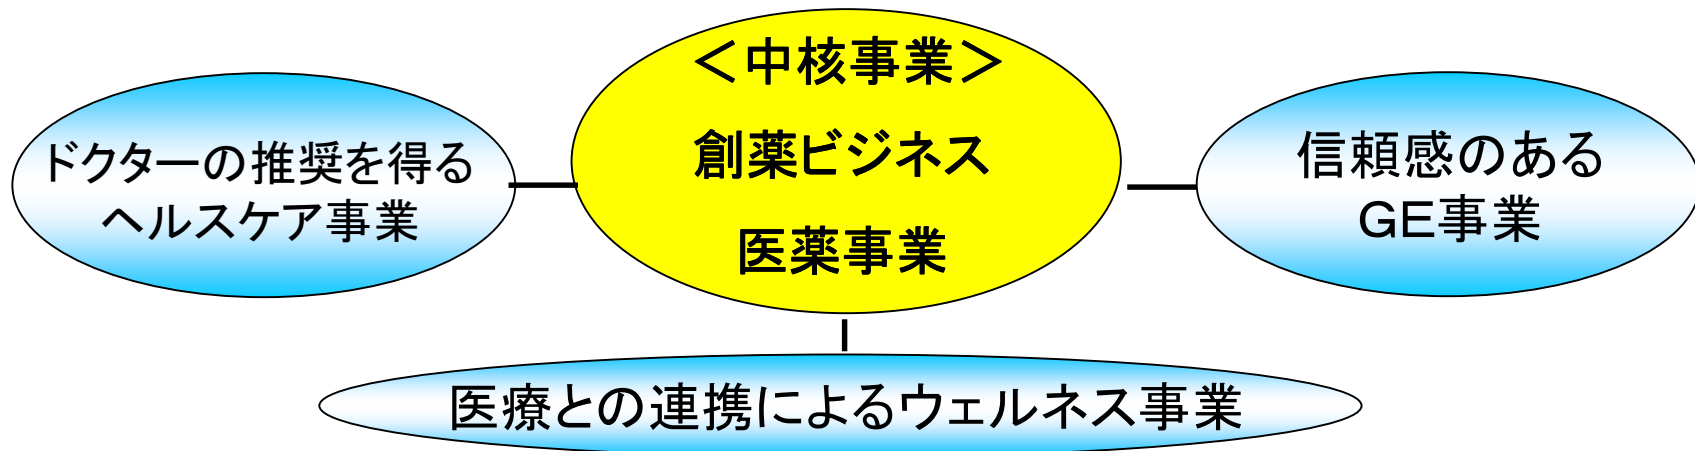 ＜中核事業＞
創薬ビジネス
医薬事業
ドクターの推奨を得る
ヘルスケア事業
信頼感のある
GE事業
医療との連携によるウェルネス事業